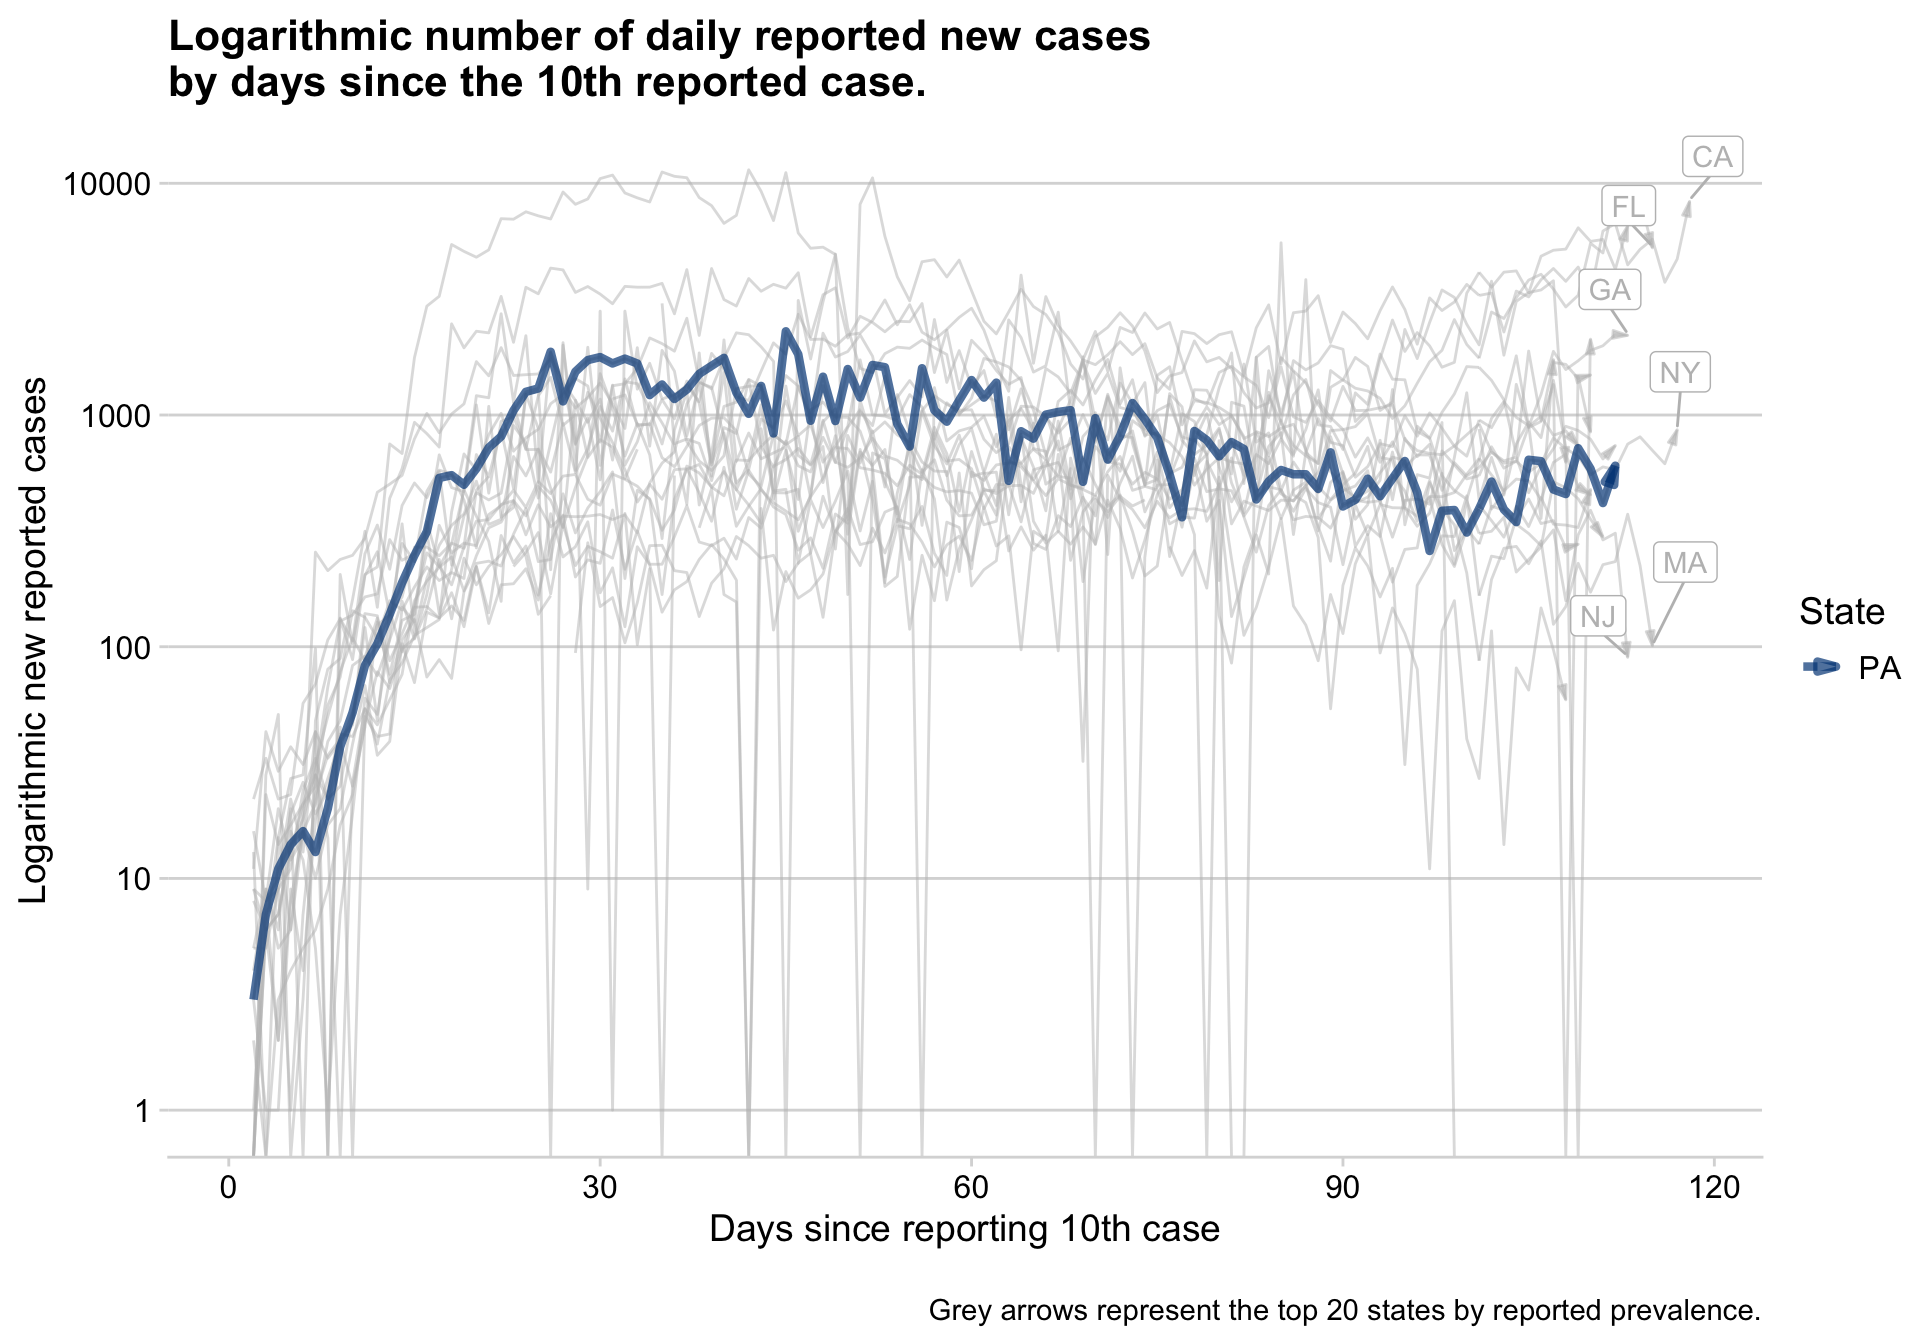 Logarithmic number of daily reported new cases
by days since the 10th reported case.
Logarithmic new reported cases
10000
1000
100
10
1
CA
FL
GA
NY
MA
NJ
State
PA
0
30
60
90
120
Days since reporting 10th case
Grey arrows represent the top 20 states by reported prevalence.